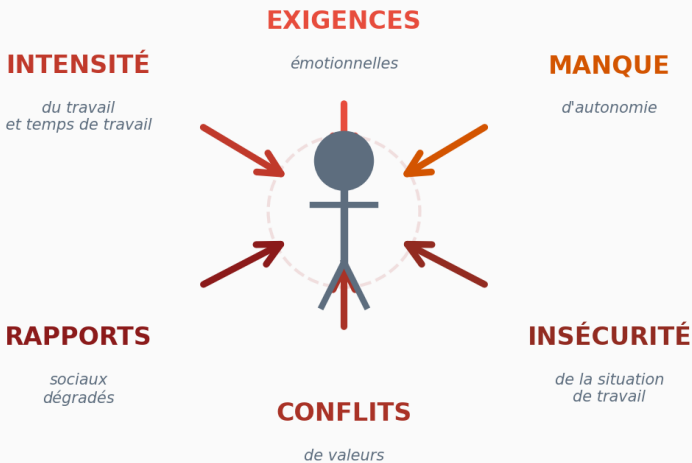 EXIGENCES
émotionnelles
INTENSITÉ
du travail
et temps de travail
MANQUE
d'autonomie
RAPPORTS
sociaux
dégradés
INSÉCURITÉ
de la situation
de travail
CONFLITS
de valeurs